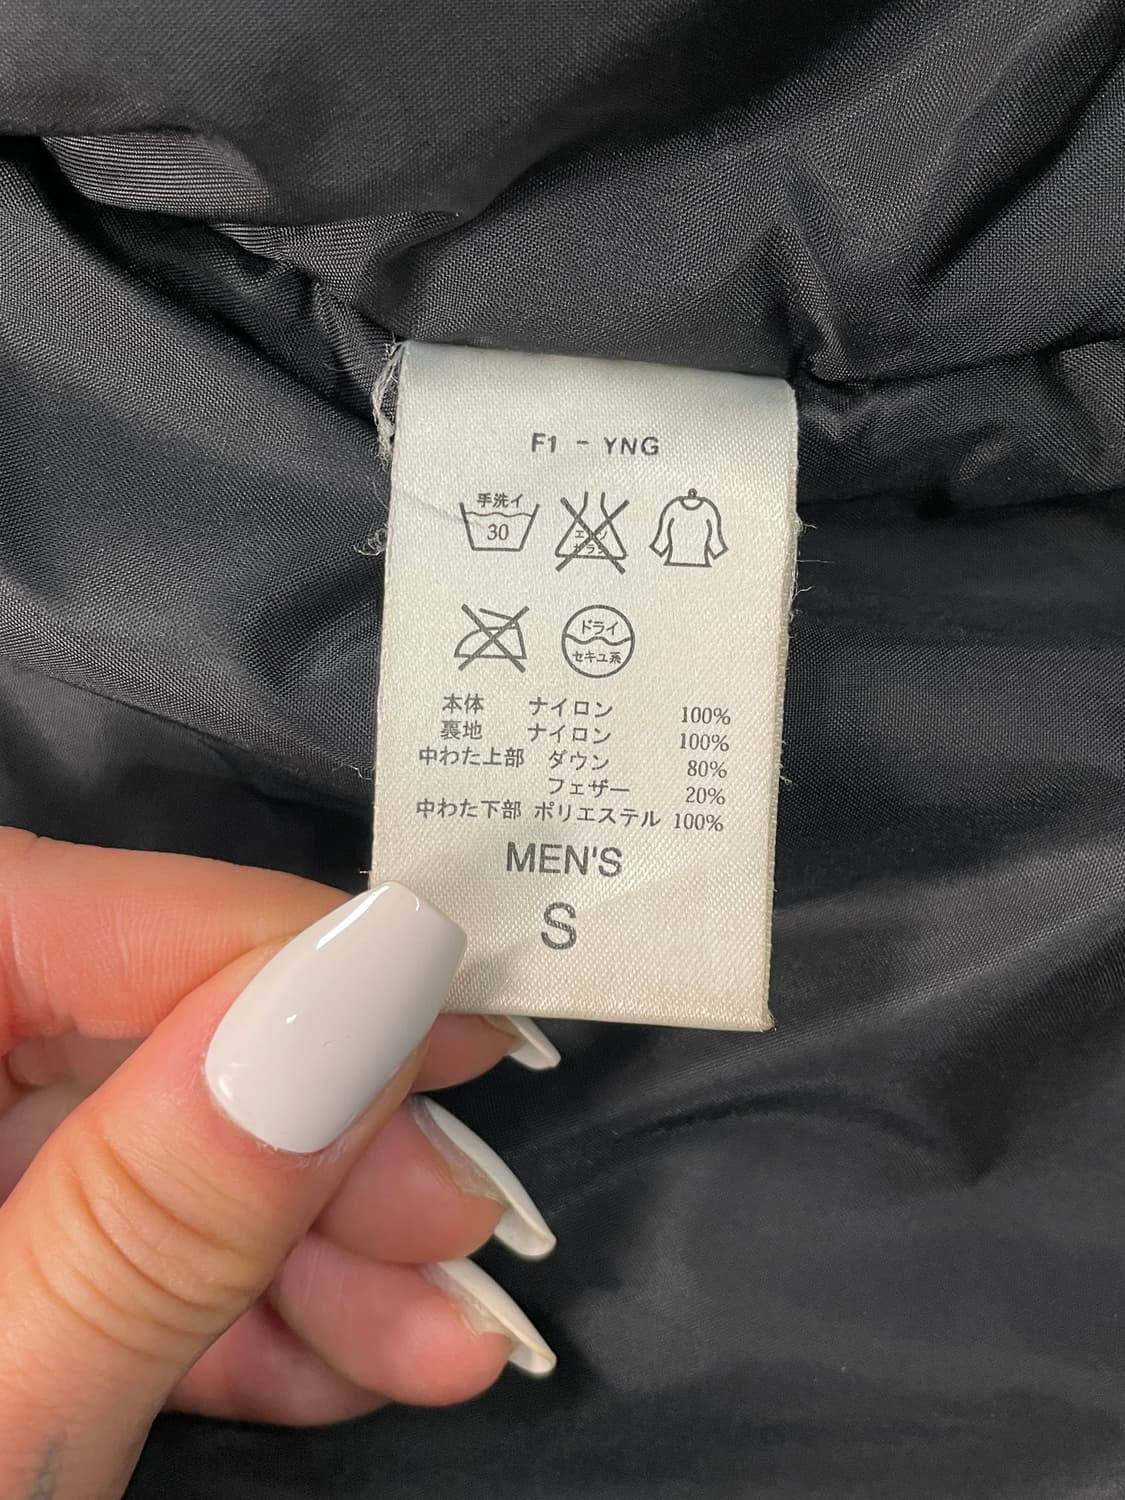 F1 - YNG
手洗イ
30
ドライ
セキユ系
本体 ナイロン 100%
裏地 ナイロン 100%
中わた上部 ダウン 80%
フェザー 20%
中わた下部 ポリエステル 100%
MEN'S
S